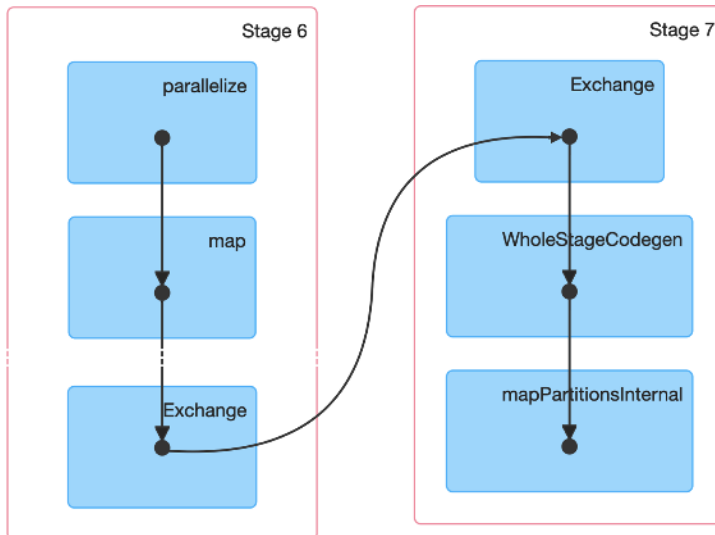 Stage 6
parallelize
map
Exchange
Stage 7
Exchange
WholeStageCodegen
mapPartitionsInternal